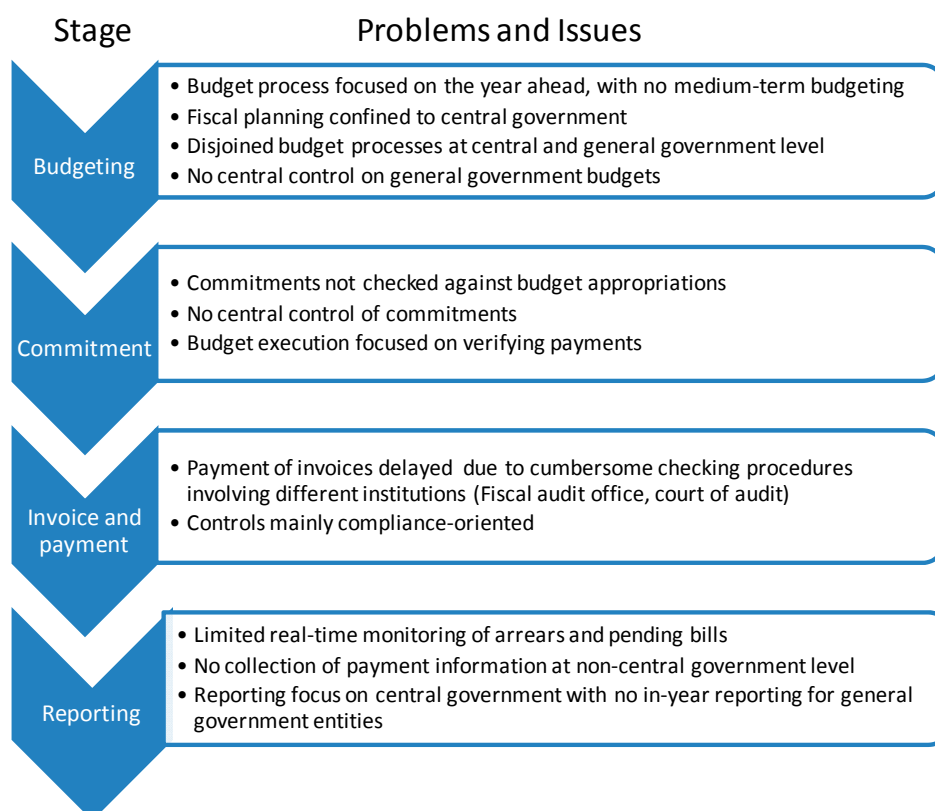 Stage
Problems and Issues
Budgeting
• Budget process focused on the year ahead, with no medium-term budgeting
• Fiscal planning confined to central government
• Disjoined budget processes at central and general government level
• No central control on general government budgets
Commitment
• Commitments not checked against budget appropriations
• No central control of commitments
• Budget execution focused on verifying payments
Invoice and
payment
• Payment of invoices delayed due to cumbersome checking procedures
involving different institutions (Fiscal audit office, court of audit)
• Controls mainly compliance-oriented
Reporting
• Limited real-time monitoring of arrears and pending bills
• No collection of payment information at non-central government level
• Reporting focus on central government with no in-year reporting for general
government entities